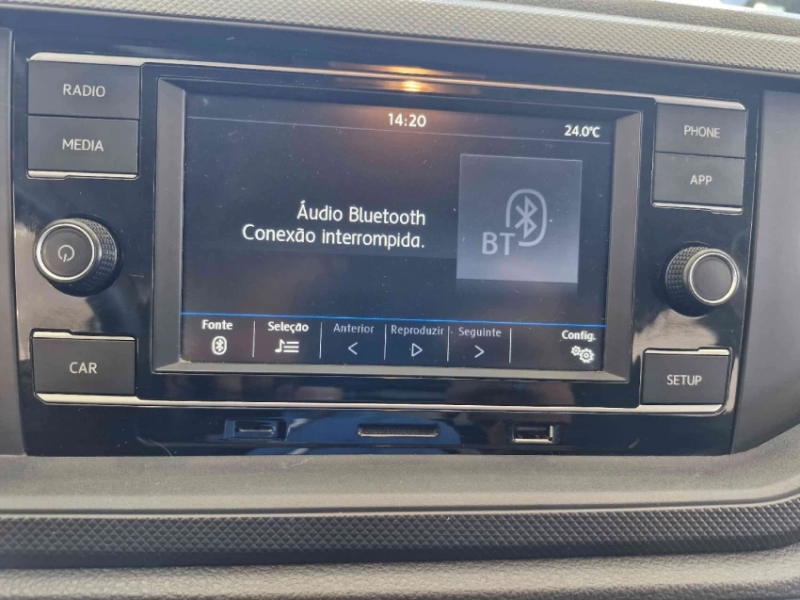 RADIO
MEDIA
CAR
14:20
24.0°C
Áudio Bluetooth
Conexão interrompida.
BT
Fonte
Seleção
Anterior
Reproduzir
Seguinte
Config.
PHONE
APP
SETUP